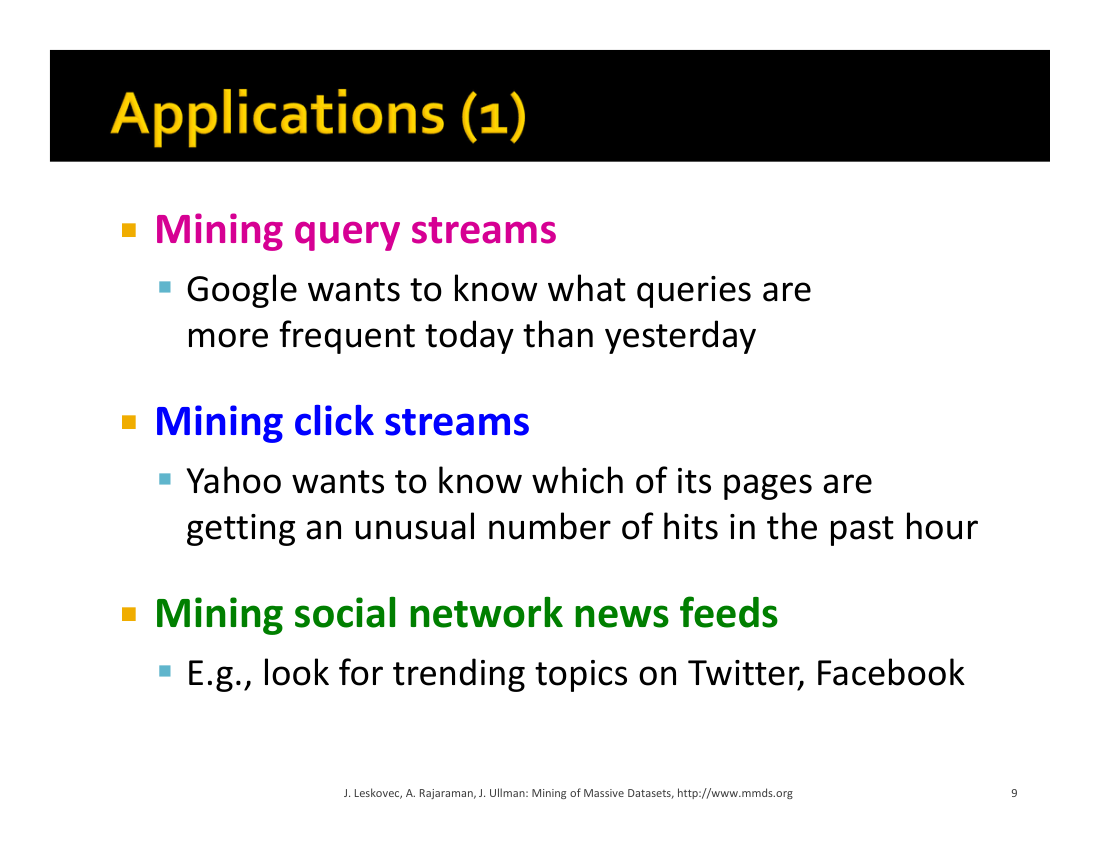 Applications (1)
Mining query streams
Google wants to know what queries are
more frequent today than yesterday
Mining click streams
Yahoo wants to know which of its pages are
getting an unusual number of hits in the past hour
Mining social network news feeds
E.g., look for trending topics on Twitter, Facebook
J. Leskovec, A. Rajaraman, J. Ullman: Mining of Massive Datasets, http://www.mmds.org 9